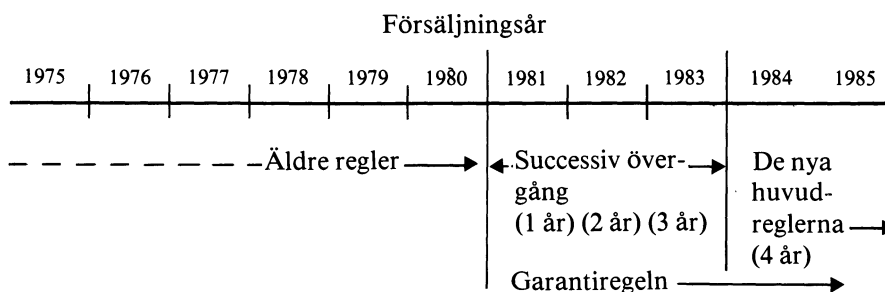 Försäljningsår
1975 1976 1977 1978 1979 1980 1981 1982 1983 1984 1985
Äldre regler Successiv över- De nya
gång huvud-
(1 år) (2 år) (3 år) reglerna
(4 år)
Garantiregeln